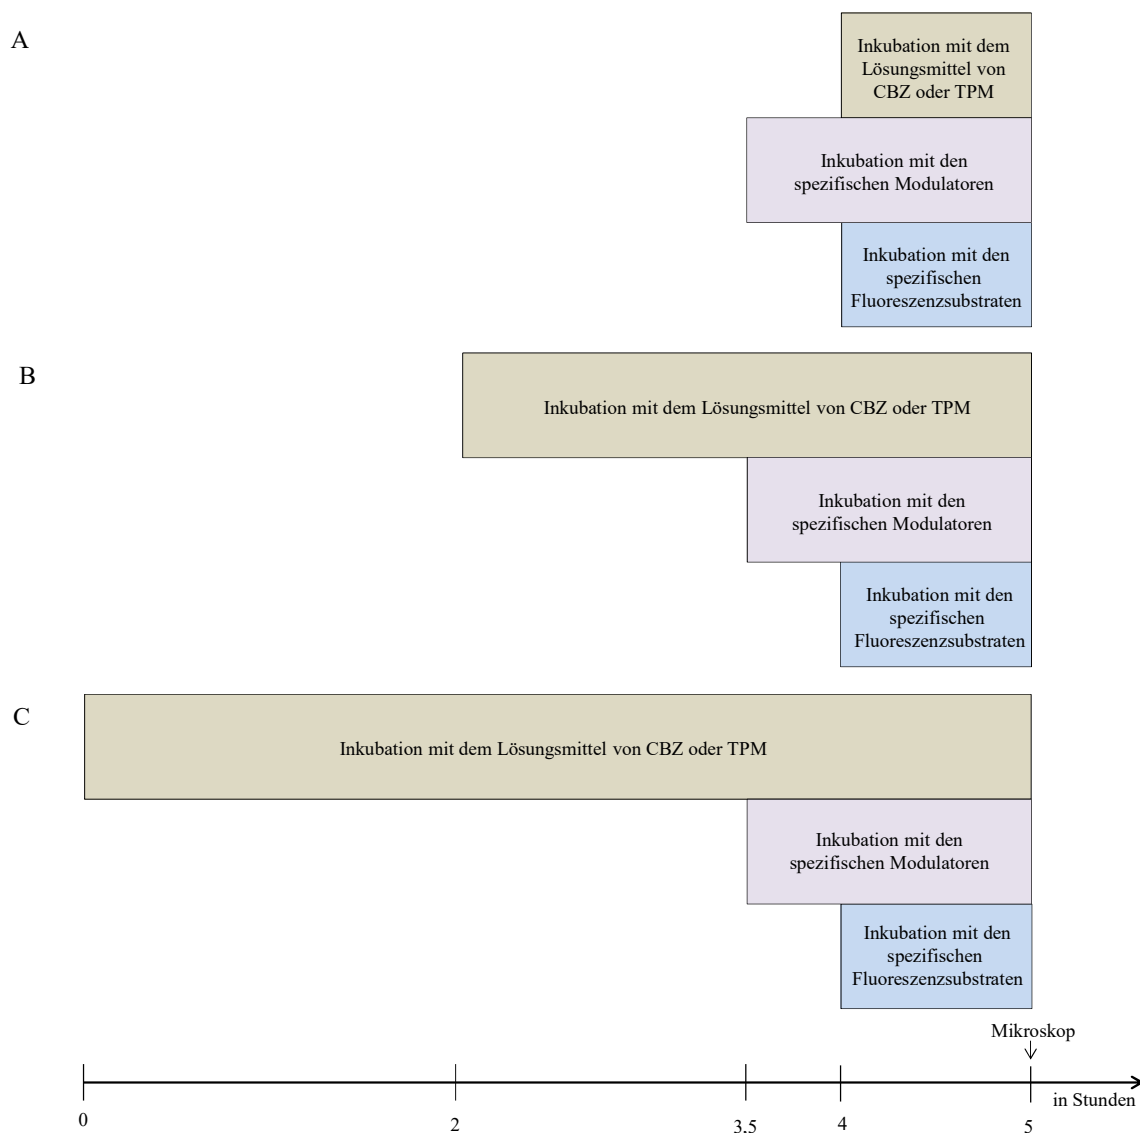 A
Inkubation mit dem
Lösungsmittel von
CBZ oder TPM
Inkubation mit den
spezifischen Modulatoren
Inkubation mit den
spezifischen
Fluoreszenzsubstraten
B
Inkubation mit dem Lösungsmittel von CBZ oder TPM
Inkubation mit den
spezifischen Modulatoren
Inkubation mit den
spezifischen
Fluoreszenzsubstraten
C
Inkubation mit dem Lösungsmittel von CBZ oder TPM
Inkubation mit den
spezifischen Modulatoren
Inkubation mit den
spezifischen
Fluoreszenzsubstraten
Mikroskop
in Stunden
0 2 3,5 4 5